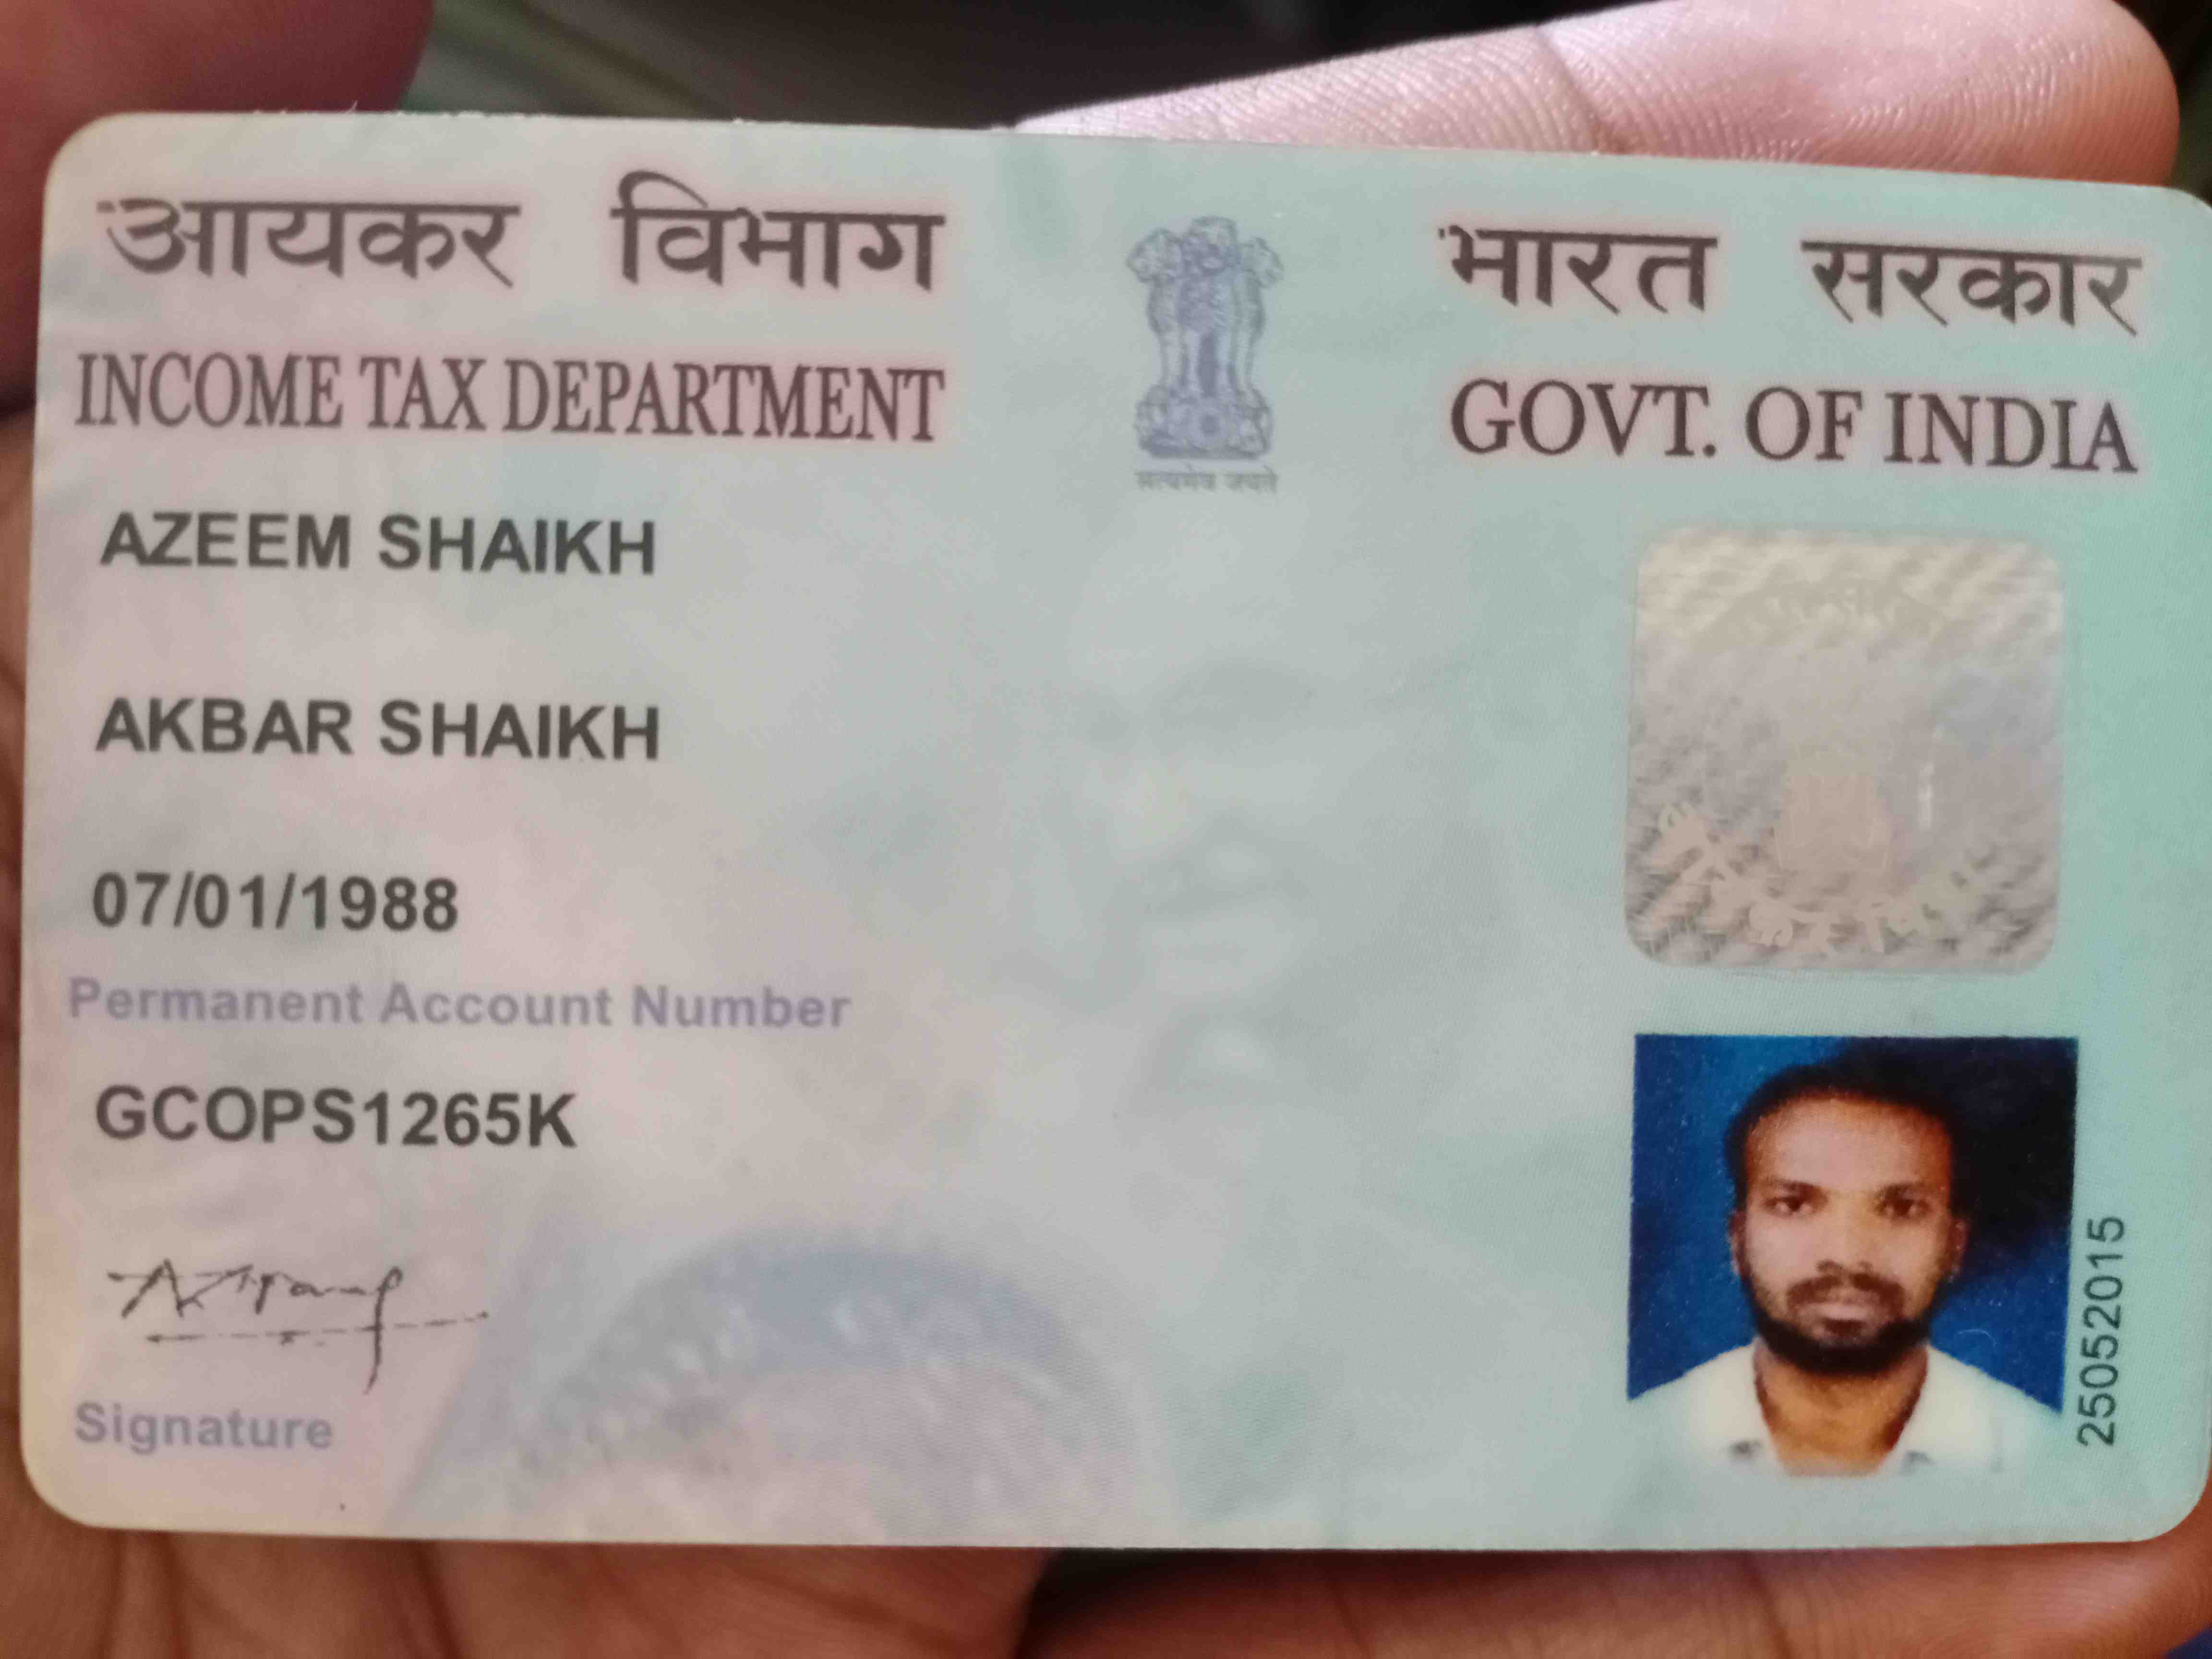 आयकर विभाग
INCOME TAX DEPARTMENT
सत्यमेव जयते
भारत सरकार
GOVT. OF INDIA
AZEEM SHAIKH
AKBAR SHAIKH
07/01/1988
Permanent Account Number
GCOPS1265K
Signature
25052015